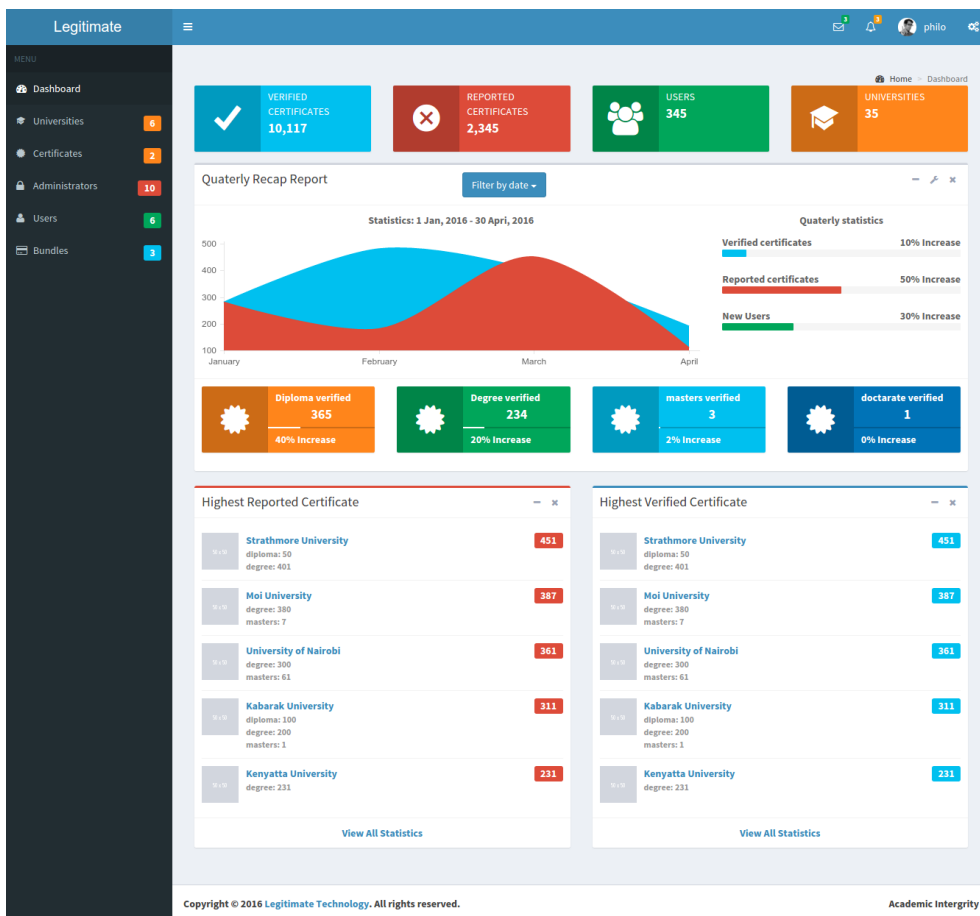 Legitimate
3
3
philo
MENU
Dashboard
Universities 6
Certificates 2
Administrators 10
Users 6
Bundles 3
Home > Dashboard
VERIFIED
CERTIFICATES
10,117
REPORTED
CERTIFICATES
2,345
USERS
345
UNIVERSITIES
35
Quaterly Recap Report
Filter by date
Statistics: 1 Jan, 2016 - 30 Apri, 2016
500
400
300
200
100
January February March April
Quaterly statistics
Verified certificates 10% Increase
Reported certificates 50% Increase
New Users 30% Increase
Diploma verified
365
40% Increase
Degree verified
234
20% Increase
masters verified
3
2% Increase
doctarate verified
1
0% Increase
Highest Reported Certificate
Strathmore University 451
diploma: 50
degree: 401
Moi University 387
degree: 380
masters: 7
University of Nairobi 361
degree: 300
masters: 61
Kabarak University 311
diploma: 100
degree: 200
masters: 1
Kenyatta University 231
degree: 231
View All Statistics
Highest Verified Certificate
Strathmore University 451
diploma: 50
degree: 401
Moi University 387
degree: 380
masters: 7
University of Nairobi 361
degree: 300
masters: 61
Kabarak University 311
diploma: 100
degree: 200
masters: 1
Kenyatta University 231
degree: 231
View All Statistics
Copyright © 2016 Legitimate Technology. All rights reserved.
Academic Intergrity